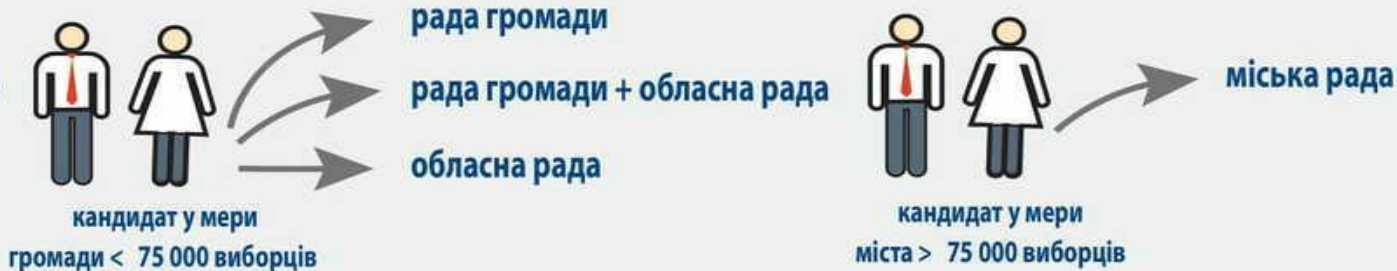 рада громади
рада громади + обласна рада
обласна рада
кандидат у мери
громади < 75 000 виборців
міська рада
кандидат у мери
міста > 75 000 виборців